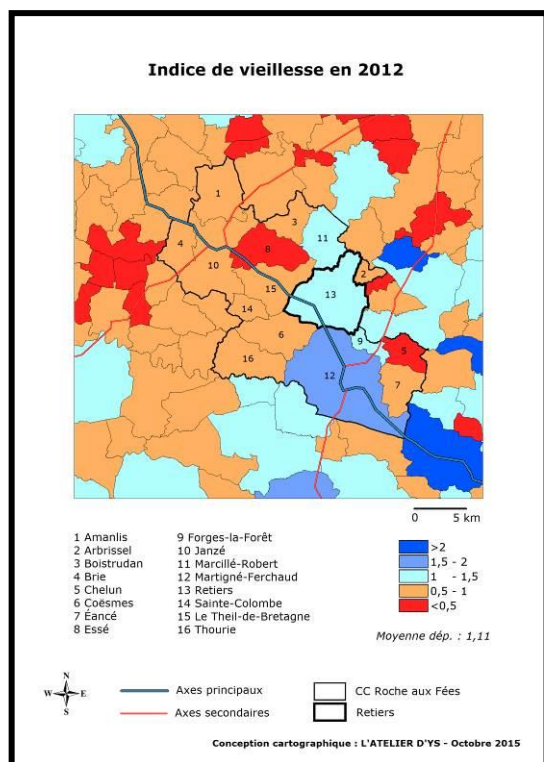 Indice de vieillesse en 2012
1
3
4
11
8
10
2
15
13
14
6
9
5
16
12
7
0 5 km
1 Amanlis
2 Arbrissel
3 Boistrudan
4 Brie
5 Chelun
6 Coësmes
7 Éancé
8 Essé
9 Forges-la-Forêt
10 Janzé
11 Marcillé-Robert
12 Martigné-Ferchaud
13 Retiers
14 Sainte-Colombe
15 Le Theil-de-Bretagne
16 Thourie
>2
1,5 - 2
1 - 1,5
0,5 - 1
<0,5
Moyenne dép. : 1,11
N
W E
S
Axes principaux
Axes secondaires
CC Roche aux Fées
Retiers
Conception cartographique : L'ATELIER D'YS - Octobre 2015